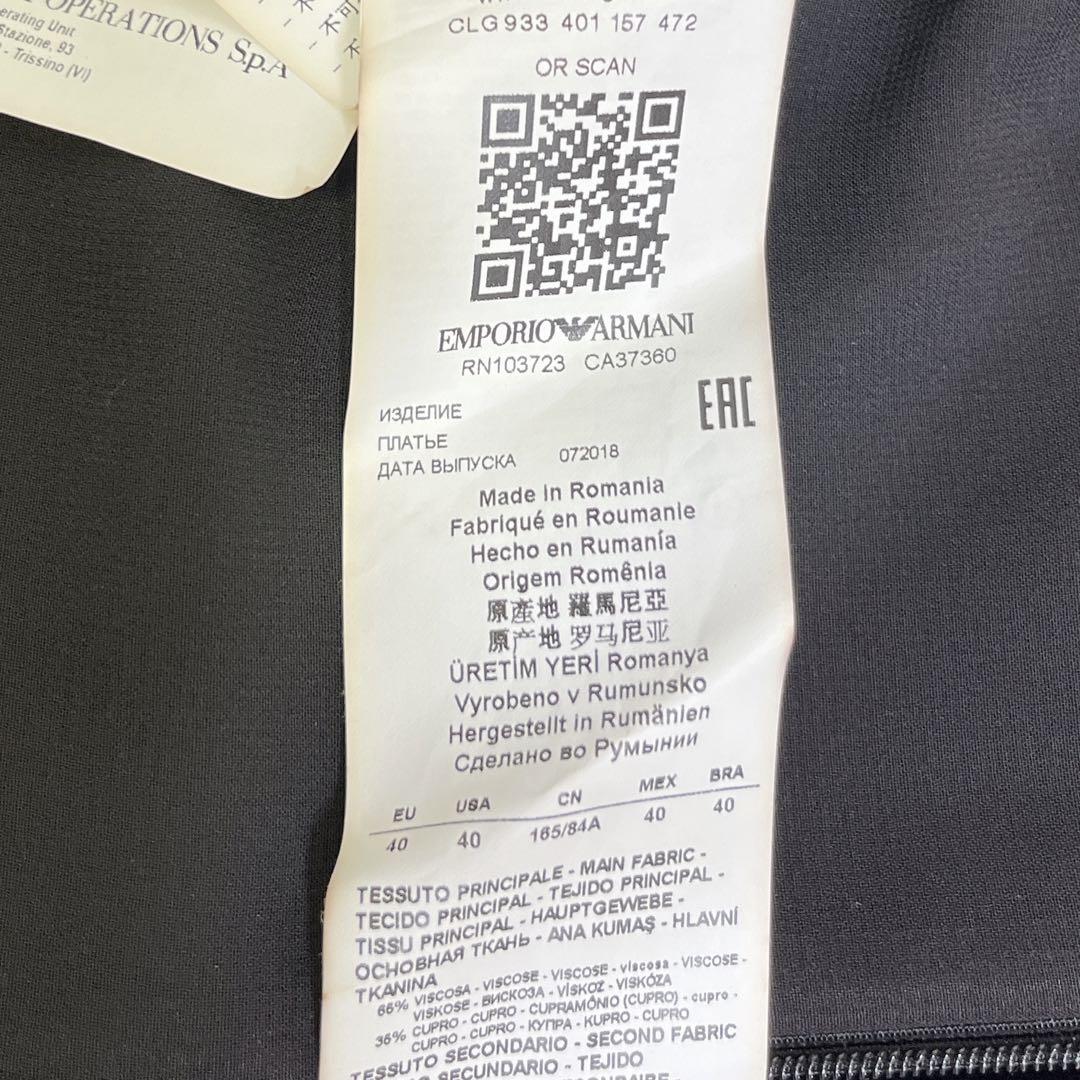 OPERATIONS S.p.A
erating Unit
Stazione, 93
- Trissino (VI)
不可
不
CLG 933 401 157 472
OR SCAN
EMPORIO ARMANI
RN103723 CA37360
EAC
ИЗДЕЛИЕ
ПЛАТЬЕ
ДАТА ВЫПУСКА 072018
Made in Romania
Fabriqué en Roumanie
Hecho en Rumanía
Origem Romênia
原產地 羅馬尼亞
原产地 罗马尼亚
ÜRETİM YERİ Romanya
Vyrobeno v Rumunsko
Hergestellt in Rumänien
Сделано во Румынии
EU USA CN MEX BRA
40 40 165/84A 40 40
TESSUTO PRINCIPALE - MAIN FABRIC -
TECIDO PRINCIPAL - TEJIDO PRINCIPAL -
TISSU PRINCIPAL - HAUPTGEWEBE -
ОСНОВНАЯ ТКАНЬ - ANA KUMAŞ - HLAVNÍ
TKANINA
65% VISCOSA - VISCOSE - VISCOSE - viscosa - VISCOSE -
VISKOSE - ВИСКОЗА - VİSKOZ - VISKÓZA
35% CUPRO - CUPRO - CUPRAMÔNIO (CUPRO) - cupro -
CUPRO - CUPRO - КУПРА - KUPRO - CUPRO
TESSUTO SECONDARIO - SECOND FABRIC
SECUNDARIO - TEJIDO